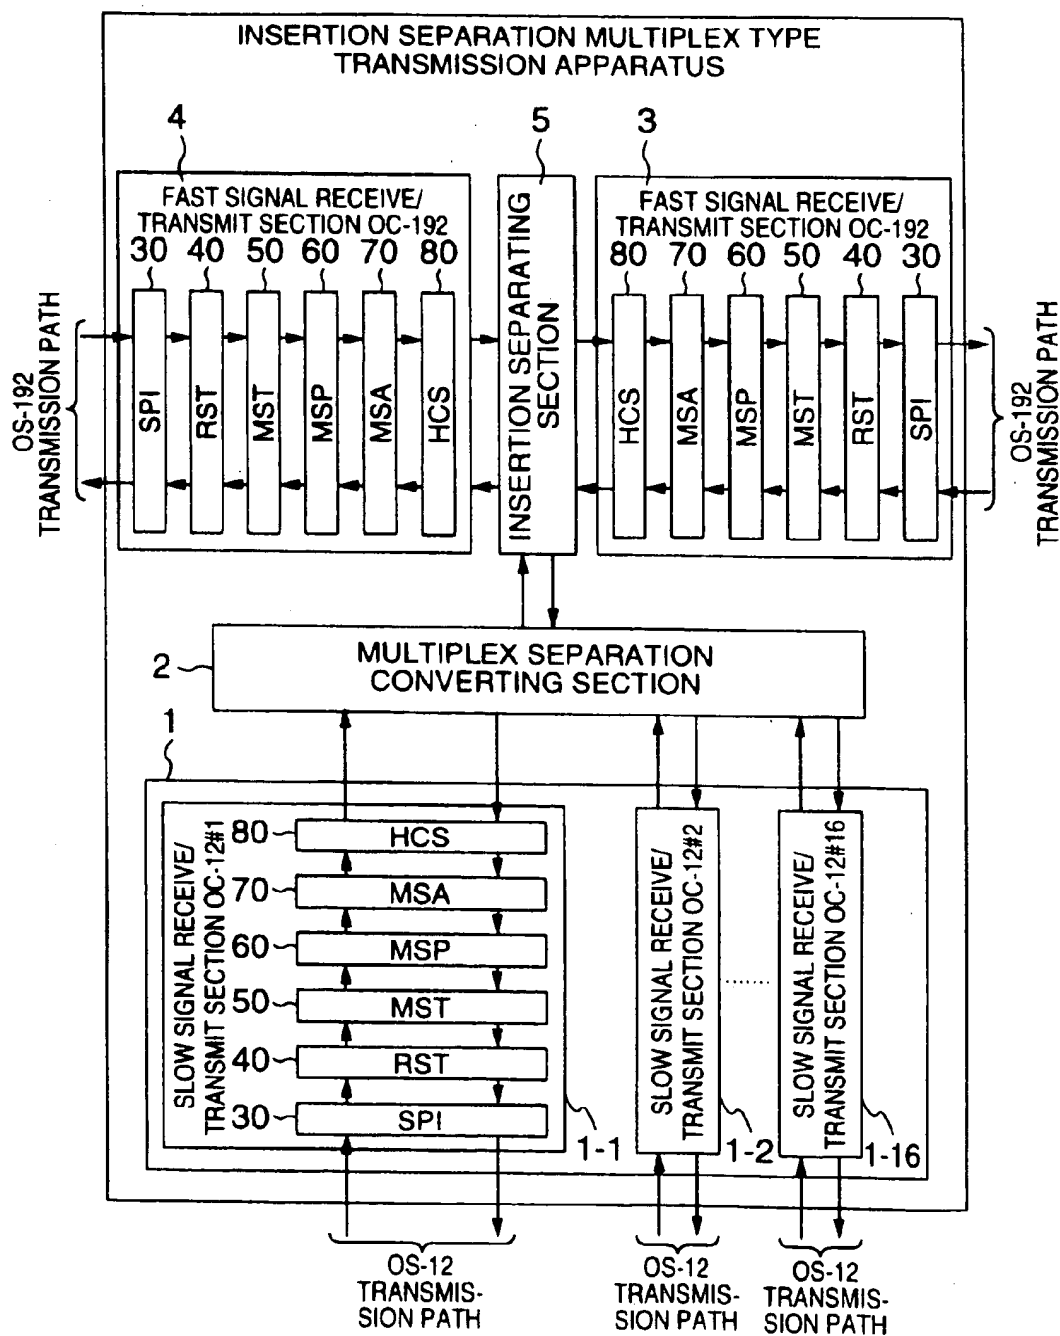 INSERTION SEPARATION MULTIPLEX TYPE
TRANSMISSION APPARATUS
4
5
3
FAST SIGNAL RECEIVE/
TRANSMIT SECTION OC-192
30 40 50 60 70 80
SPI
RST
MST
MSP
MSA
HCS
OS-192
TRANSMISSION PATH
INSERTION SEPARATING
SECTION
FAST SIGNAL RECEIVE/
TRANSMIT SECTION OC-192
80 70 60 50 40 30
HCS
MSA
MSP
MST
RST
SPI
OS-192
TRANSMISSION PATH
2
MULTIPLEX SEPARATION
CONVERTING SECTION
1
SLOW SIGNAL RECEIVE/
TRANSMIT SECTION OC-12#1
80 HCS
70 MSA
60 MSP
50 MST
40 RST
30 SPI
1-1
SLOW SIGNAL RECEIVE/
TRANSMIT SECTION OC-12#2
1-2
........
SLOW SIGNAL RECEIVE/
TRANSMIT SECTION OC-12#16
1-16
OS-12
TRANSMIS-
SION PATH
OS-12
TRANSMIS-
SION PATH
OS-12
TRANSMIS-
SION PATH